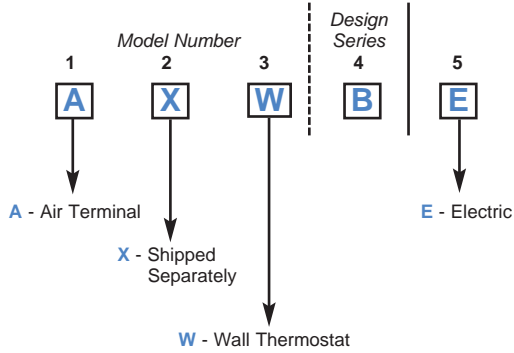 Model Number
Design
Series
1 2 3 4 5
A X W B E
A - Air Terminal
E - Electric
X - Shipped
Separately
W - Wall Thermostat